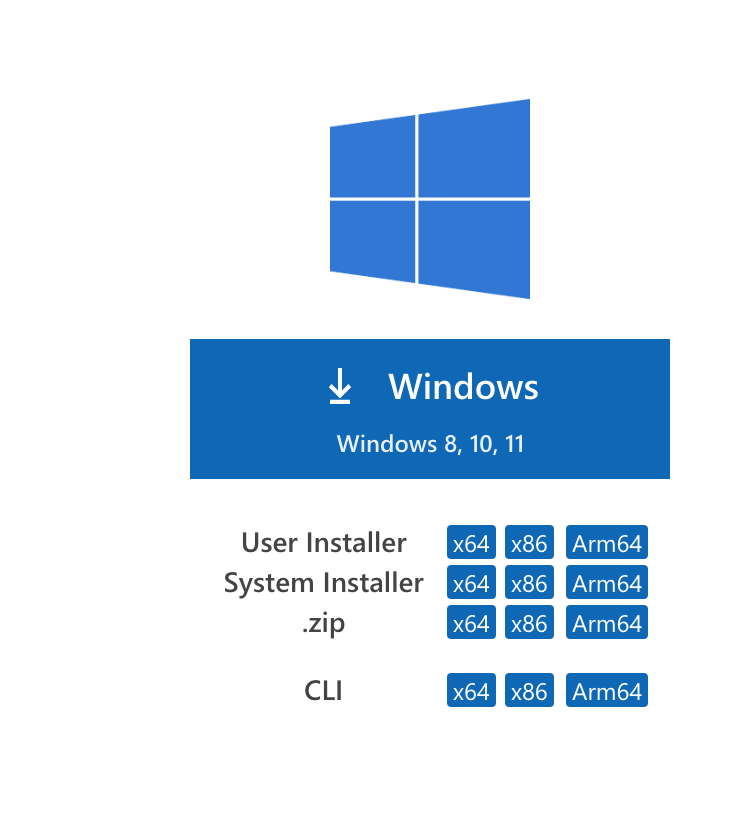 Windows
Windows 8, 10, 11
User Installer x64 x86 Arm64
System Installer x64 x86 Arm64
.zip x64 x86 Arm64
CLI x64 x86 Arm64